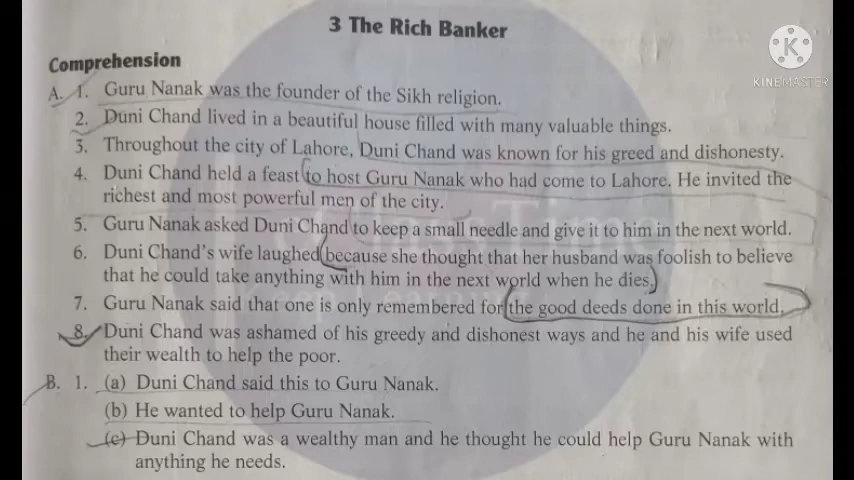 3 The Rich Banker
K
KINEMASTER
Comprehension
A. 1. Guru Nanak was the founder of the Sikh religion.
2. Duni Chand lived in a beautiful house filled with many valuable things.
3. Throughout the city of Lahore, Duni Chand was known for his greed and dishonesty.
4. Duni Chand held a feast to host Guru Nanak who had come to Lahore. He invited the
richest and most powerful men of the city.
5. Guru Nanak asked Duni Chand to keep a small needle and give it to him in the next world.
6. Duni Chand's wife laughed because she thought that her husband was foolish to believe
that he could take anything with him in the next world when he dies.
7. Guru Nanak said that one is only remembered for the good deeds done in this world.
8. Duni Chand was ashamed of his greedy and dishonest ways and he and his wife used
their wealth to help the poor.
B. 1. (a) Duni Chand said this to Guru Nanak.
(b) He wanted to help Guru Nanak.
(c) Duni Chand was a wealthy man and he thought he could help Guru Nanak with
anything he needs.